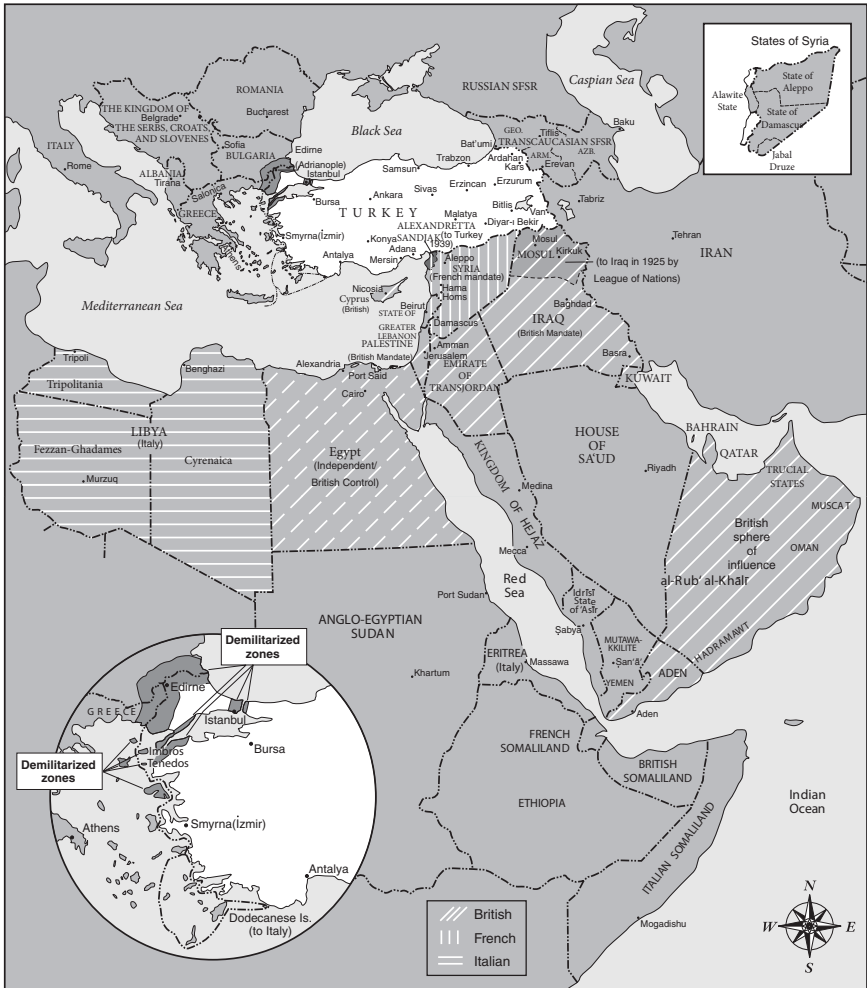 States of Syria
State of
Aleppo
Alawite
State
State of
Damascus
Jabal
Druze
RUSSIAN SFSR
Caspian Sea
ROMANIA
Bucharest
THE KINGDOM OF
Belgrade
THE SERBS, CROATS,
AND SLOVENES
Black Sea
Baku
GEO.
Tiflis
TRANSCAUCASIAN SFSR
Bat'umi
ARM.
AZB.
Erevan
Ardahan
Kars
ITALY
Rome
Sofia
BULGARIA
Edirne
(Adrianople)
Istanbul
ALBANIA
Tirana
Salonica
GREECE
Athens
Samsun
Trabzon
Bursa
Ankara
Sivas
Erzincan
Erzurum
TURKEY
Malatya
Bitlis
Van
Diyar-ı Bekir
Tabriz
Smyrna(İzmir)
Konya
Adana
Antalya
Mersin
ALEXANDRETTA
SANDJAK
(to Turkey
1939)
Tehran
IRAN
Mosul
MOSUL
Kirkuk
(to Iraq in 1925 by
League of Nations)
Aleppo
SYRIA
(French mandate)
Hama
Homs
Mediterranean Sea
Nicosia
Cyprus
(British)
Beirut
STATE OF
GREATER
LEBANON
Damascus
PALESTINE
(British Mandate)
Amman
Jerusalem
EMIRATE
OF
TRANSJORDAN
Baghdad
IRAQ
(British Mandate)
Basra
KUWAIT
Tripoli
Tripolitania
Benghazi
Alexandria
Port Said
Cairo
LIBYA
(Italy)
Fezzan-Ghadames
Cyrenaica
Murzuq
Egypt
(Independent/
British Control)
HOUSE
OF
SA'UD
BAHRAIN
QATAR
Riyadh
TRUCIAL
STATES
MUSCAT
KINGDOM OF HEJAZ
Medina
Mecca
British
sphere
of
influence
OMAN
al-Rub' al-Khālī
Red
Sea
Port Sudan
ANGLO-EGYPTIAN
SUDAN
Idrīsī
State
of 'Asīr
Şabya
MUTAWA-
KKILITE
Şan'ā'
YEMEN
ADEN
HADRAMAWT
Aden
ERITREA
(Italy)
Massawa
Khartum
FRENCH
SOMALILAND
BRITISH
SOMALILAND
ETHIOPIA
ITALIAN SOMALILAND
Mogadishu
Indian
Ocean
Demilitarized
zones
Edirne
GREECE
Istanbul
Bursa
Imbros
Tenedos
Demilitarized
zones
Athens
Smyrna(İzmir)
Antalya
Dodecanese Is.
(to Italy)
British
French
Italian
N
W
E
S